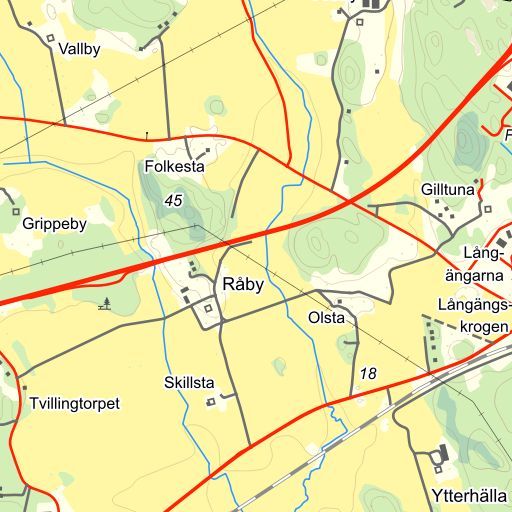 Vallby
F
Folkesta
45
Gilltuna
Grippeby
Lång-
ängarna
Råby
Långängs-
krogen
Olsta
18
Skillsta
Tvillingtorpet
Ytterhälla